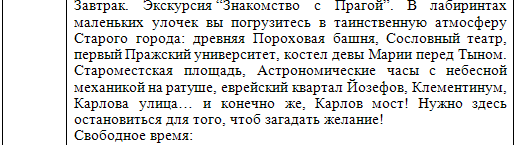 Завтрак. Экскурсия “Знакомство с Прагой”. В лабиринтах
маленьких улочек вы погрузитесь в таинственную атмосферу
Старого города: древняя Пороховая башня, Сословный театр,
первый Пражский университет, костел девы Марии перед Тыном.
Староместская площадь, Астрономические часы с небесной
механикой на ратуше, еврейский квартал Йозефов, Клементинум,
Карлова улица… и конечно же, Карлов мост! Нужно здесь
остановиться для того, чтоб загадать желание!
Свободное время: